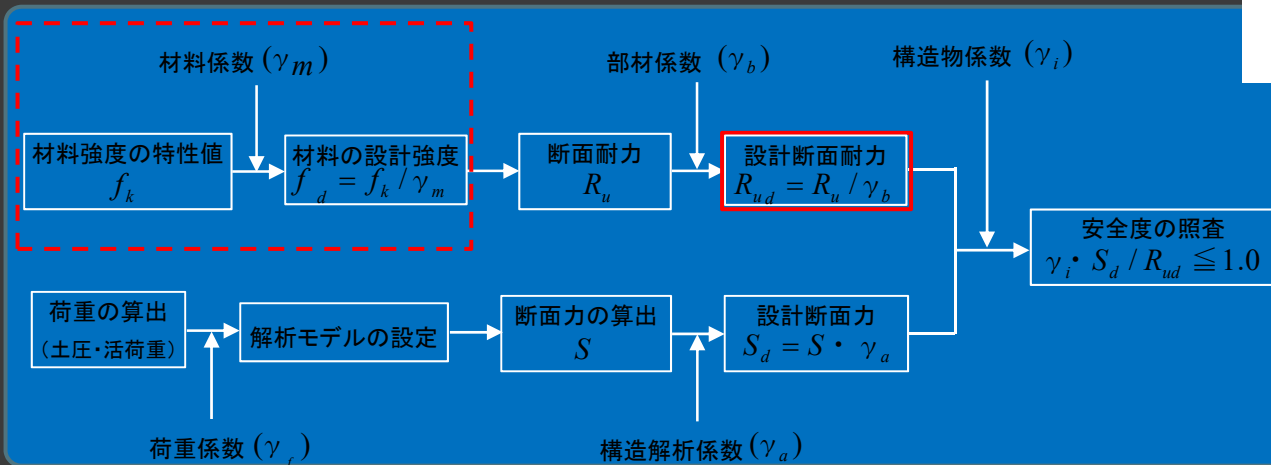 材料係数 (γm)
部材係数 (γb)
構造物係数 (γi)
材料強度の特性値
fk
材料の設計強度
fd = fk / γm
断面耐力
Ru
設計断面耐力
Rud = Ru / γb
安全度の照査
γi・Sd / Rud ≦ 1.0
荷重の算出
(土圧・活荷重)
解析モデルの設定
断面力の算出
S
設計断面力
Sd = S・γa
荷重係数 (γf)
構造解析係数 (γa)